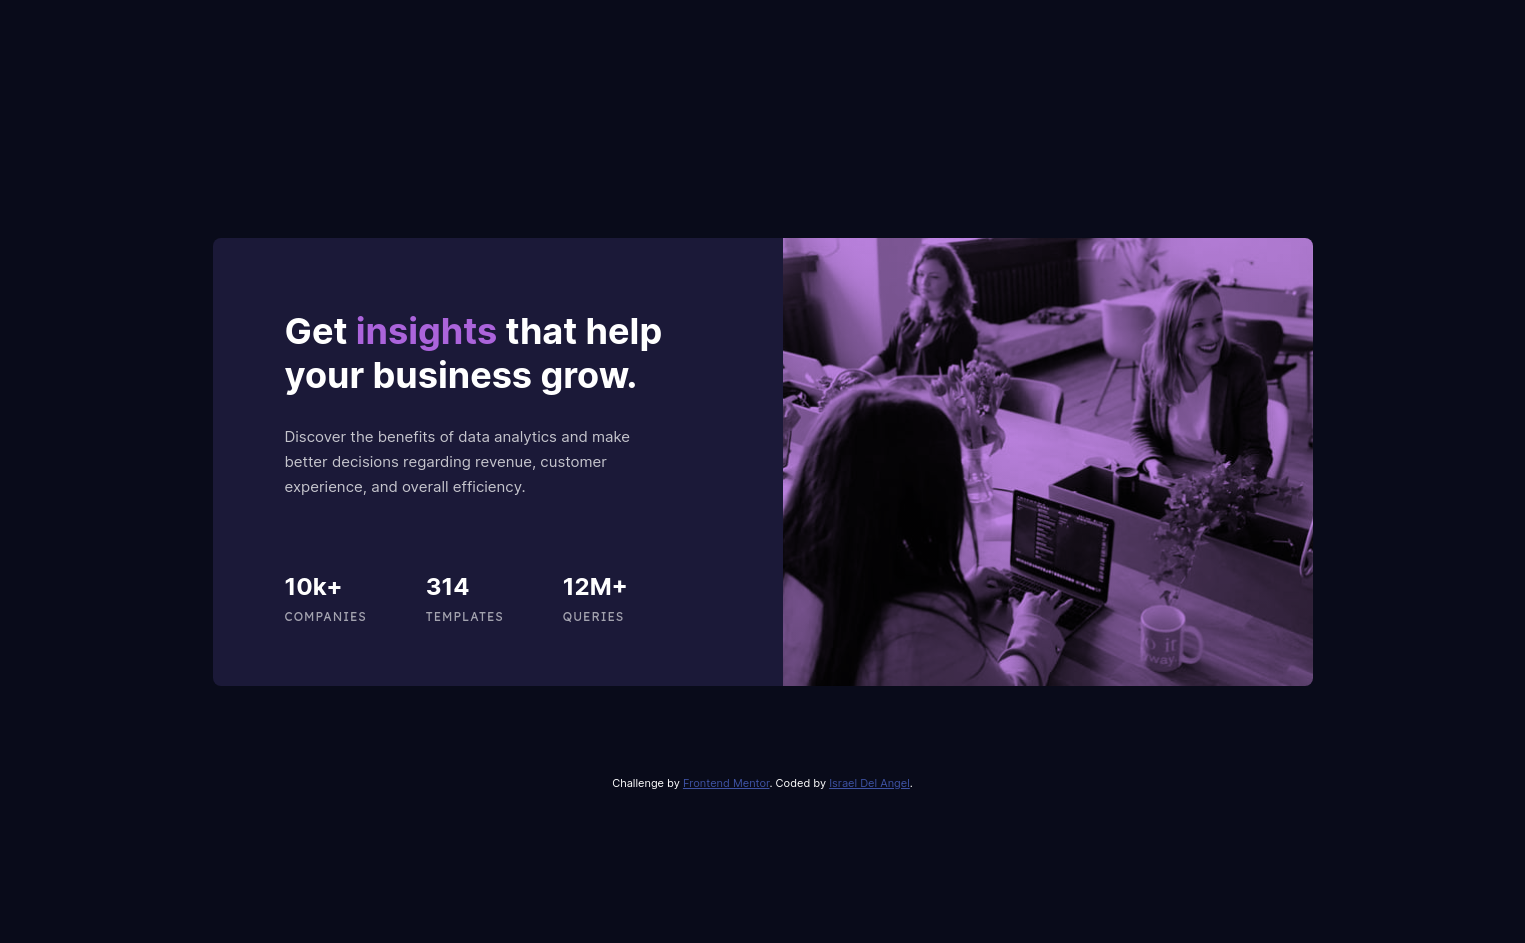 Get insights that help
your business grow.
Discover the benefits of data analytics and make
better decisions regarding revenue, customer
experience, and overall efficiency.
10k+ 314 12M+
COMPANIES TEMPLATES QUERIES
way
Challenge by Frontend Mentor. Coded by Israel Del Angel.